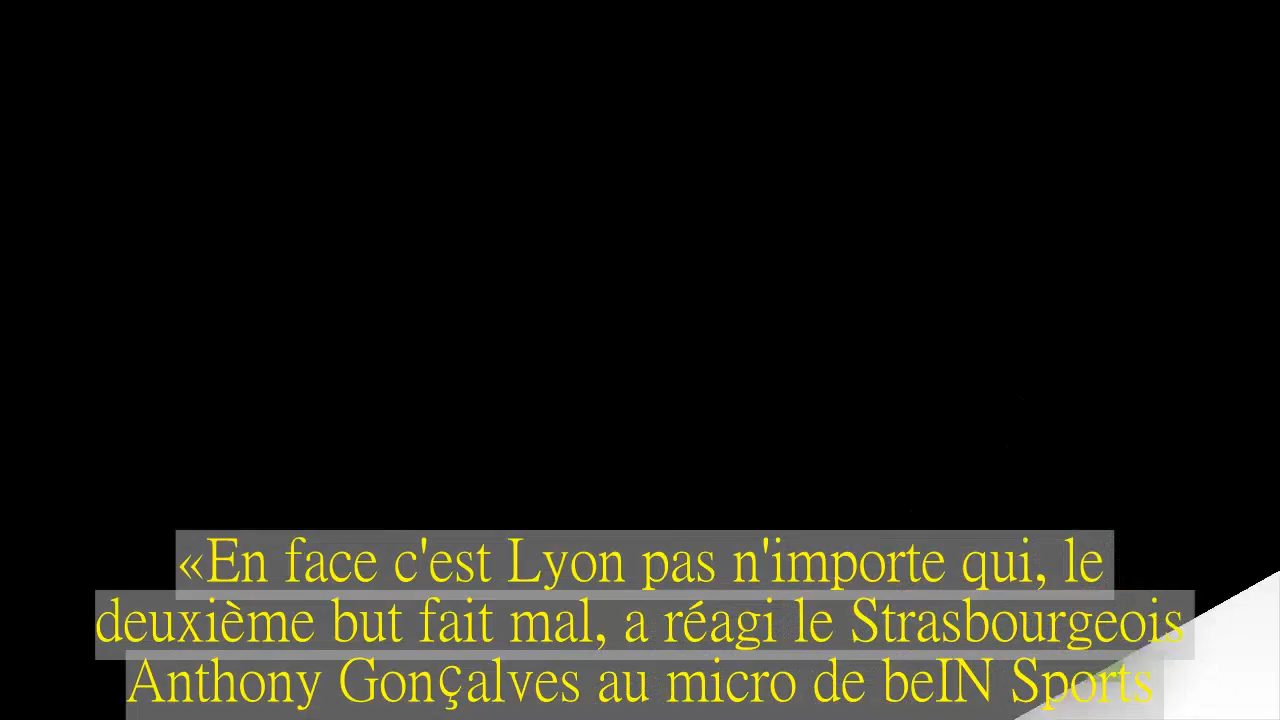 «En face c'est Lyon pas n'importe qui, le
deuxième but fait mal, a réagi le Strasbourgeois
Anthony Gonçalves au micro de beIN Sports